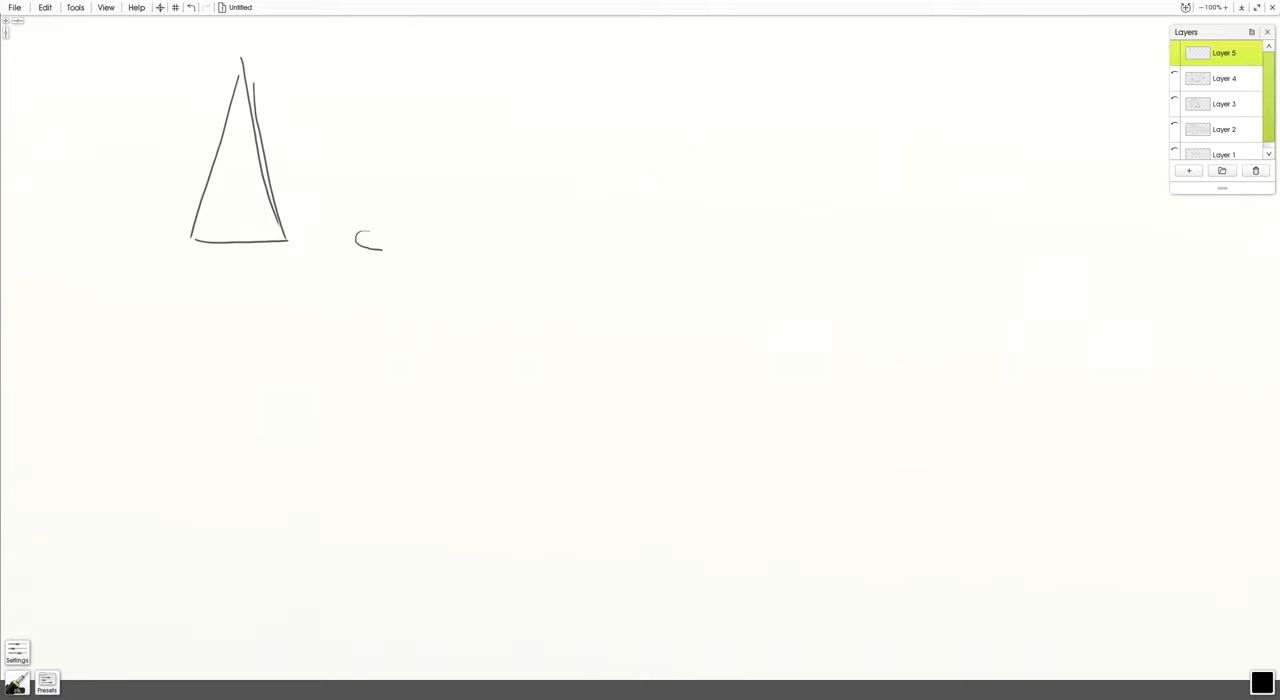 File Edit Tools View Help Untitled −100%+
Layers
Layer 5
Layer 4
Layer 3
Layer 2
Layer 1
Settings
Presets